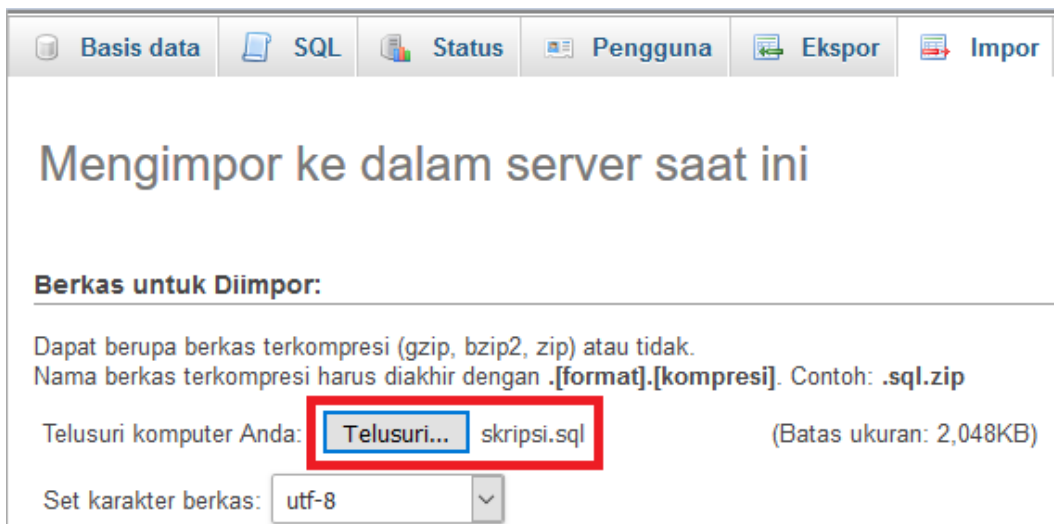 Basis data SQL Status Pengguna Ekspor Impor
Mengimpor ke dalam server saat ini
Berkas untuk Diimpor:
Dapat berupa berkas terkompresi (gzip, bzip2, zip) atau tidak.
Nama berkas terkompresi harus diakhir dengan .[format].[kompresi]. Contoh: .sql.zip
Telusuri komputer Anda: Telusuri... skripsi.sql (Batas ukuran: 2,048KB)
Set karakter berkas: utf-8